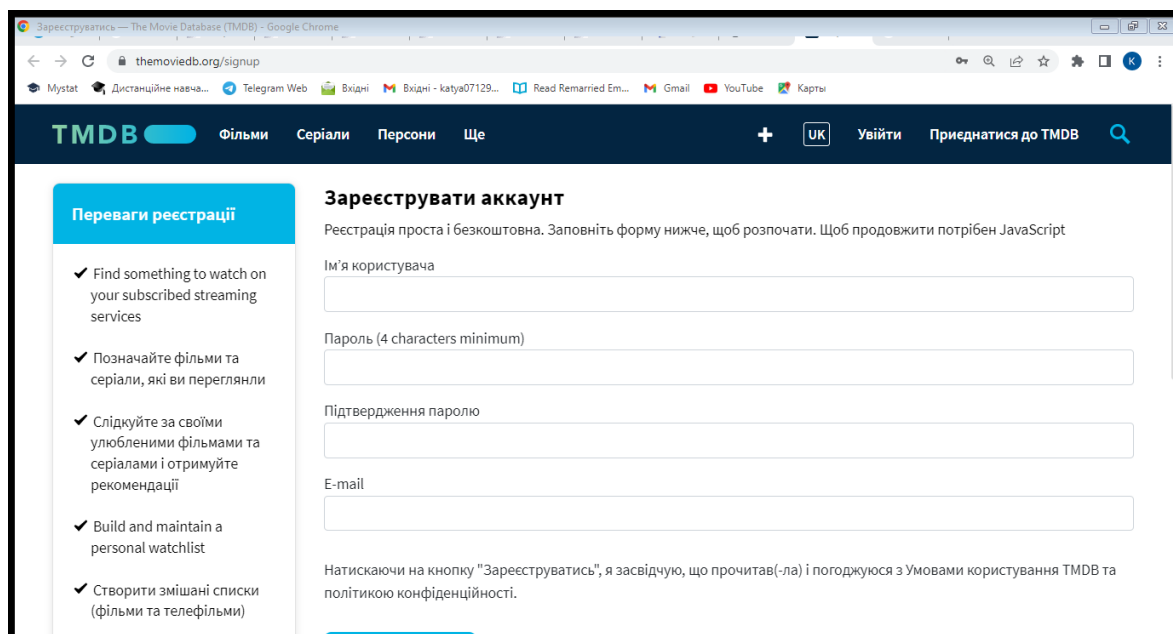 Зареєструватись — The Movie Database (TMDB) - Google Chrome
themoviedb.org/signup
K
Mystat Дистанційне навча... Telegram Web Вхідні Вхідні - katya07129... Read Remarried Em... Gmail YouTube Карты
TMDB Фільми Серіали Персони Ще + UK Увійти Приєднатися до TMDB
Переваги реєстрації
Find something to watch on
your subscribed streaming
services
Позначайте фільми та
серіали, які ви переглянли
Слідкуйте за своїми
улюбленими фільмами та
серіалами і отримуйте
рекомендації
Build and maintain a
personal watchlist
Створити змішані списки
(фільми та телефільми)
Зареєструвати аккаунт
Реєстрація проста і безкоштовна. Заповніть форму нижче, щоб розпочати. Щоб продовжити потрібен JavaScript
Ім'я користувача
Пароль (4 characters minimum)
Підтвердження паролю
E-mail
Натискаючи на кнопку "Зареєструватись", я засвідчую, що прочитав(-ла) і погоджуюся з Умовами користування TMDB та
політикою конфіденційності.